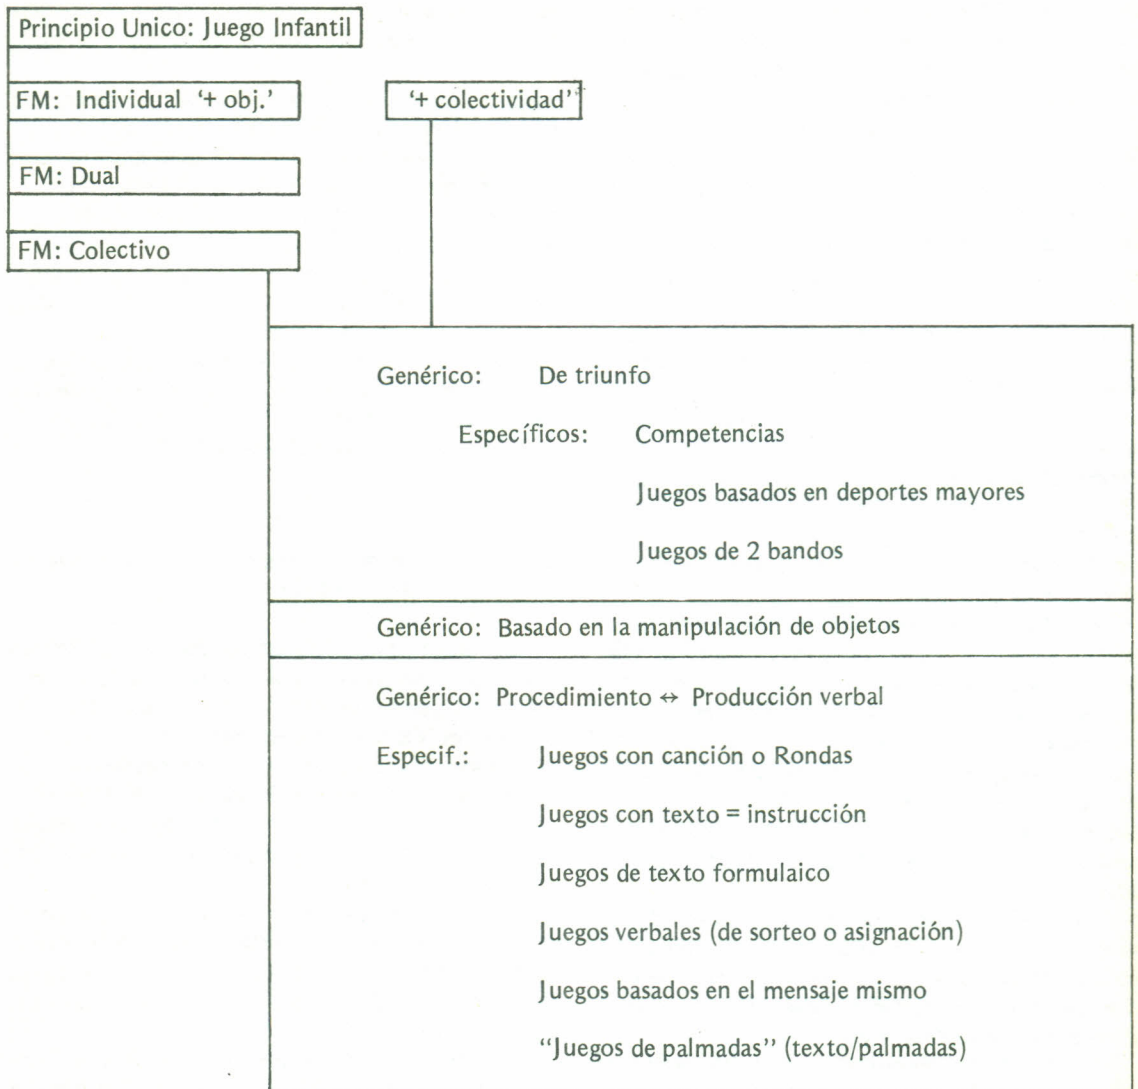 Principio Unico: Juego Infantil
FM: Individual ‘+ obj.’
‘+ colectividad’
FM: Dual
FM: Colectivo
Genérico: De triunfo
Específicos: Competencias
Juegos basados en deportes mayores
Juegos de 2 bandos
Genérico: Basado en la manipulación de objetos
Genérico: Procedimiento ↔ Producción verbal
Especif.: Juegos con canción o Rondas
Juegos con texto = instrucción
Juegos de texto formulaico
Juegos verbales (de sorteo o asignación)
Juegos basados en el mensaje mismo
“Juegos de palmadas” (texto/palmadas)